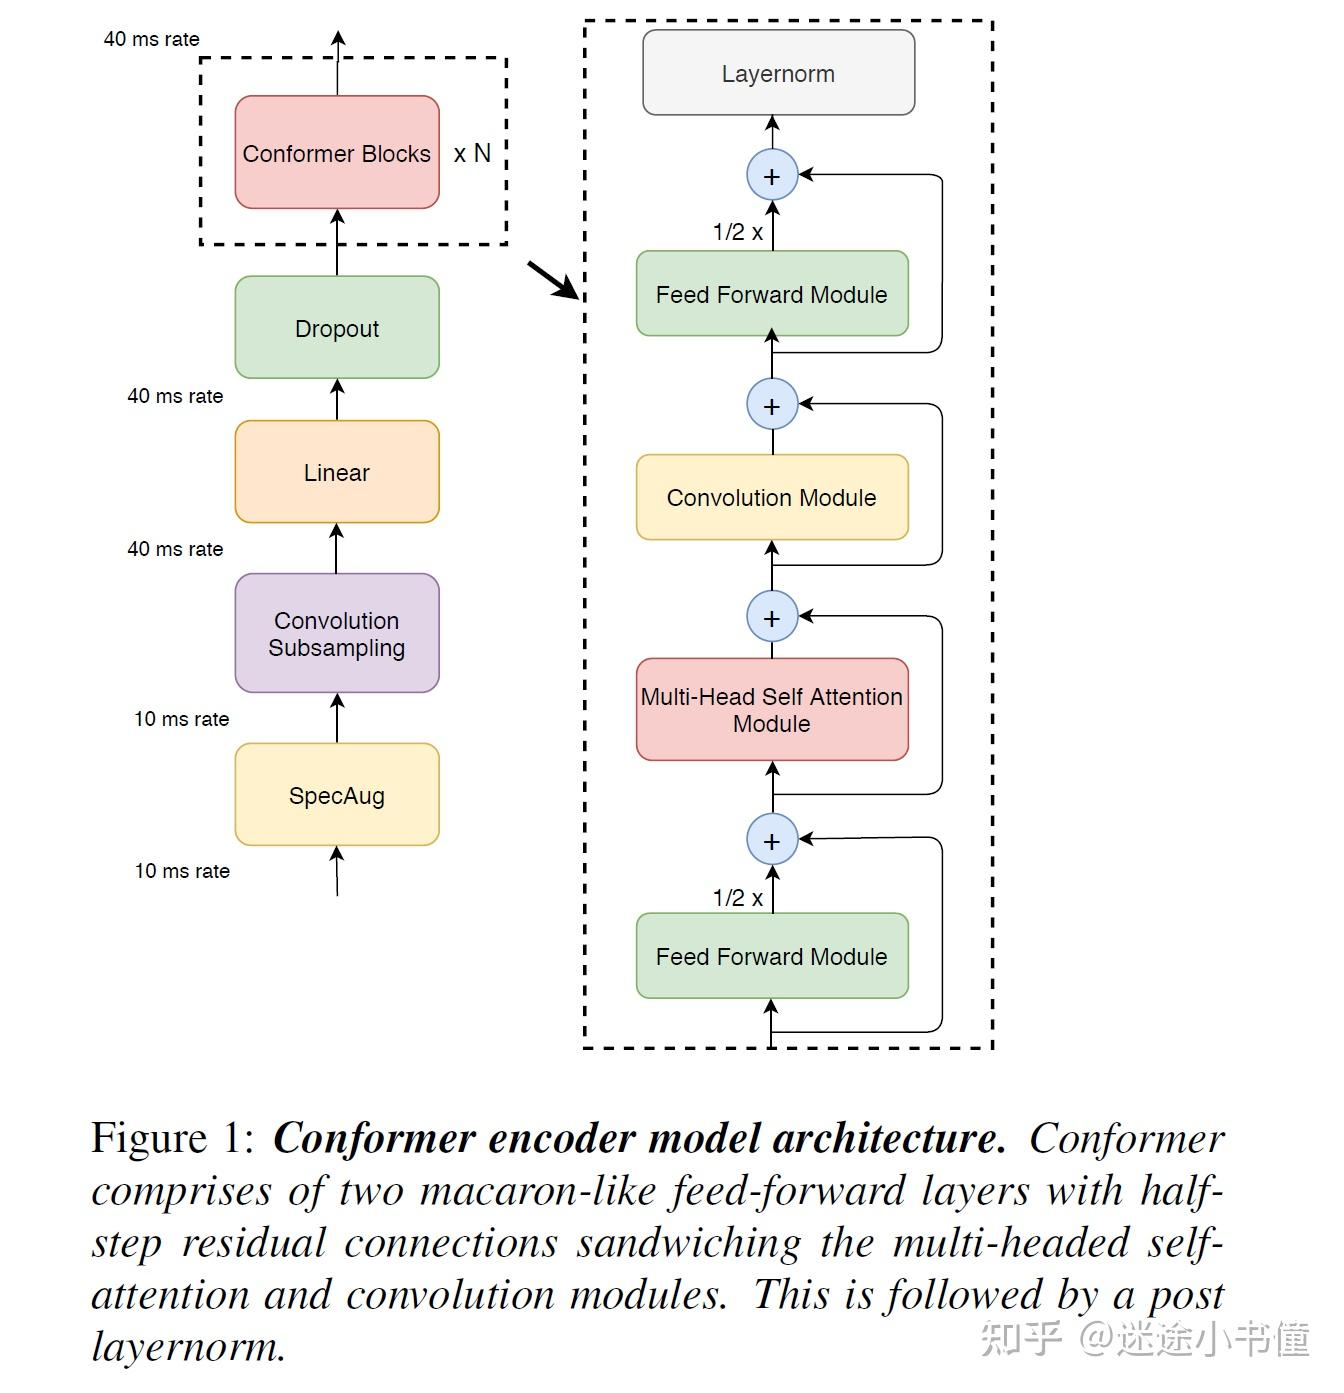 40 ms rate
Conformer Blocks
x N
Dropout
40 ms rate
Linear
40 ms rate
Convolution
Subsampling
10 ms rate
SpecAug
10 ms rate
Layernorm
+
1/2 x
Feed Forward Module
+
Convolution Module
+
Multi-Head Self Attention
Module
+
1/2 x
Feed Forward Module
Figure 1: Conformer encoder model architecture. Conformer
comprises of two macaron-like feed-forward layers with half-
step residual connections sandwiching the multi-headed self-
attention and convolution modules. This is followed by a post
layernorm.
知乎 @迷途小书僮